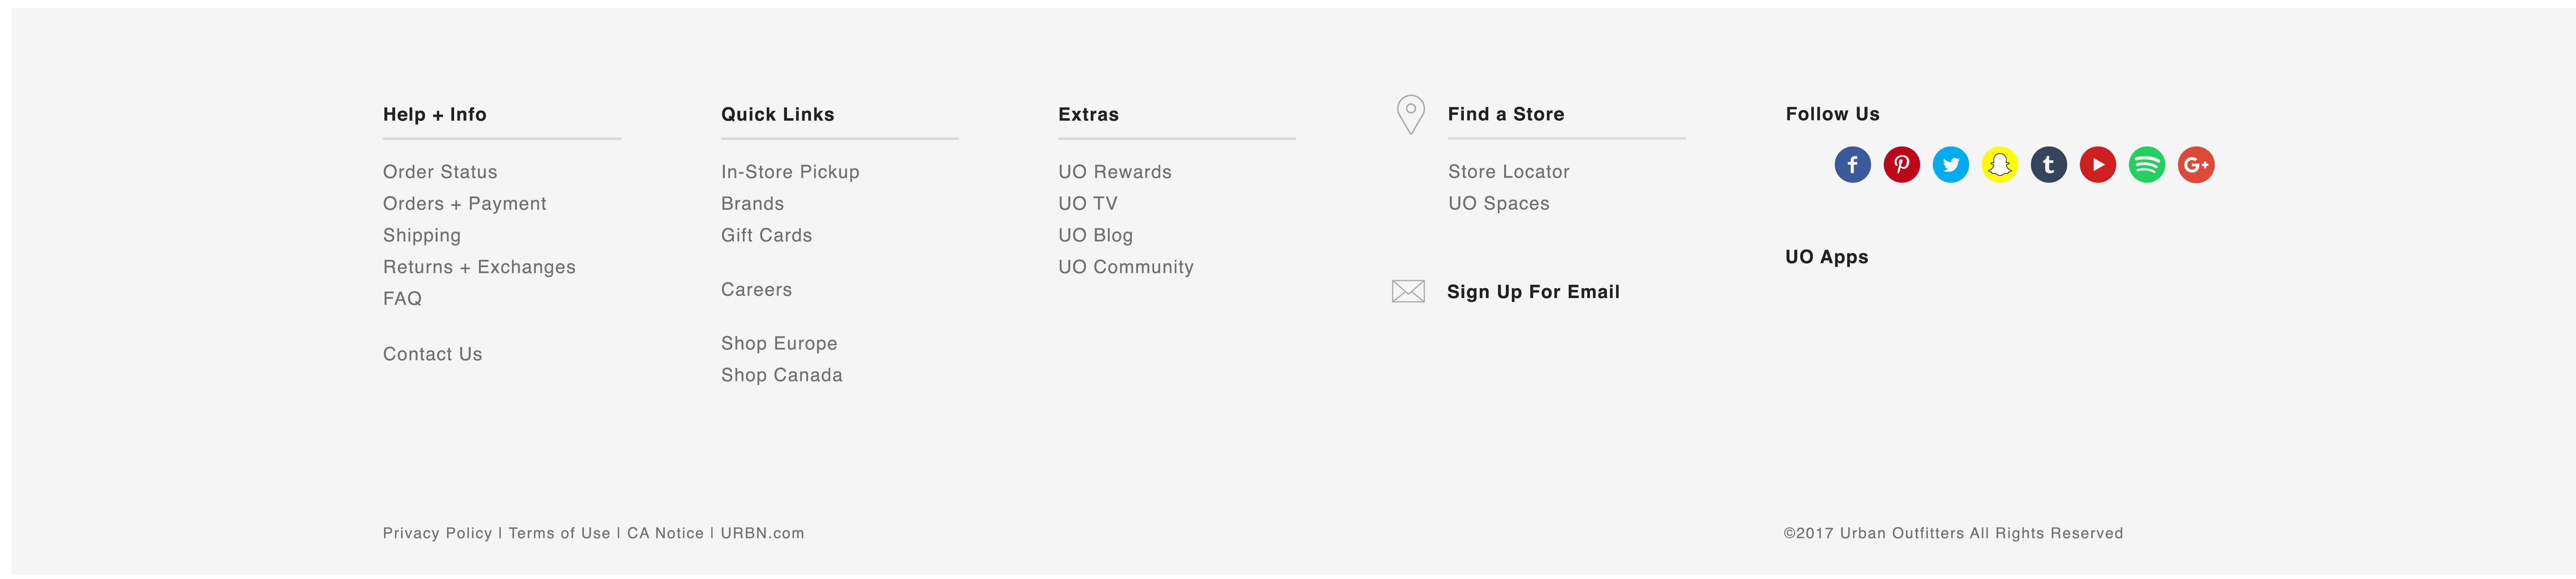 Help + Info
Order Status
Orders + Payment
Shipping
Returns + Exchanges
FAQ
Contact Us
Quick Links
In-Store Pickup
Brands
Gift Cards
Careers
Shop Europe
Shop Canada
Extras
UO Rewards
UO TV
UO Blog
UO Community
Find a Store
Store Locator
UO Spaces
Sign Up For Email
Follow Us
f t G+
UO Apps
Privacy Policy | Terms of Use | CA Notice | URBN.com
©2017 Urban Outfitters All Rights Reserved